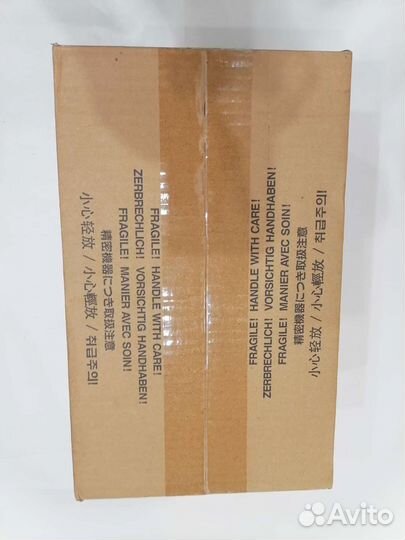 FRAGILE! HANDLE WITH CARE!
ZERBRECHLICH! VORSICHTIG HANDHABEN!
FRAGILE! MANIER AVEC SOIN!
精密機器につき取扱注意
小心轻放 / 小心輕放 / 취급주의!
FRAGILE! HANDLE WITH CARE!
ZERBRECHLICH! VORSICHTIG HANDHABEN!
FRAGILE! MANIER AVEC SOIN!
精密機器につき取扱注意
小心轻放 / 小心輕放 / 취급주의!
Avito